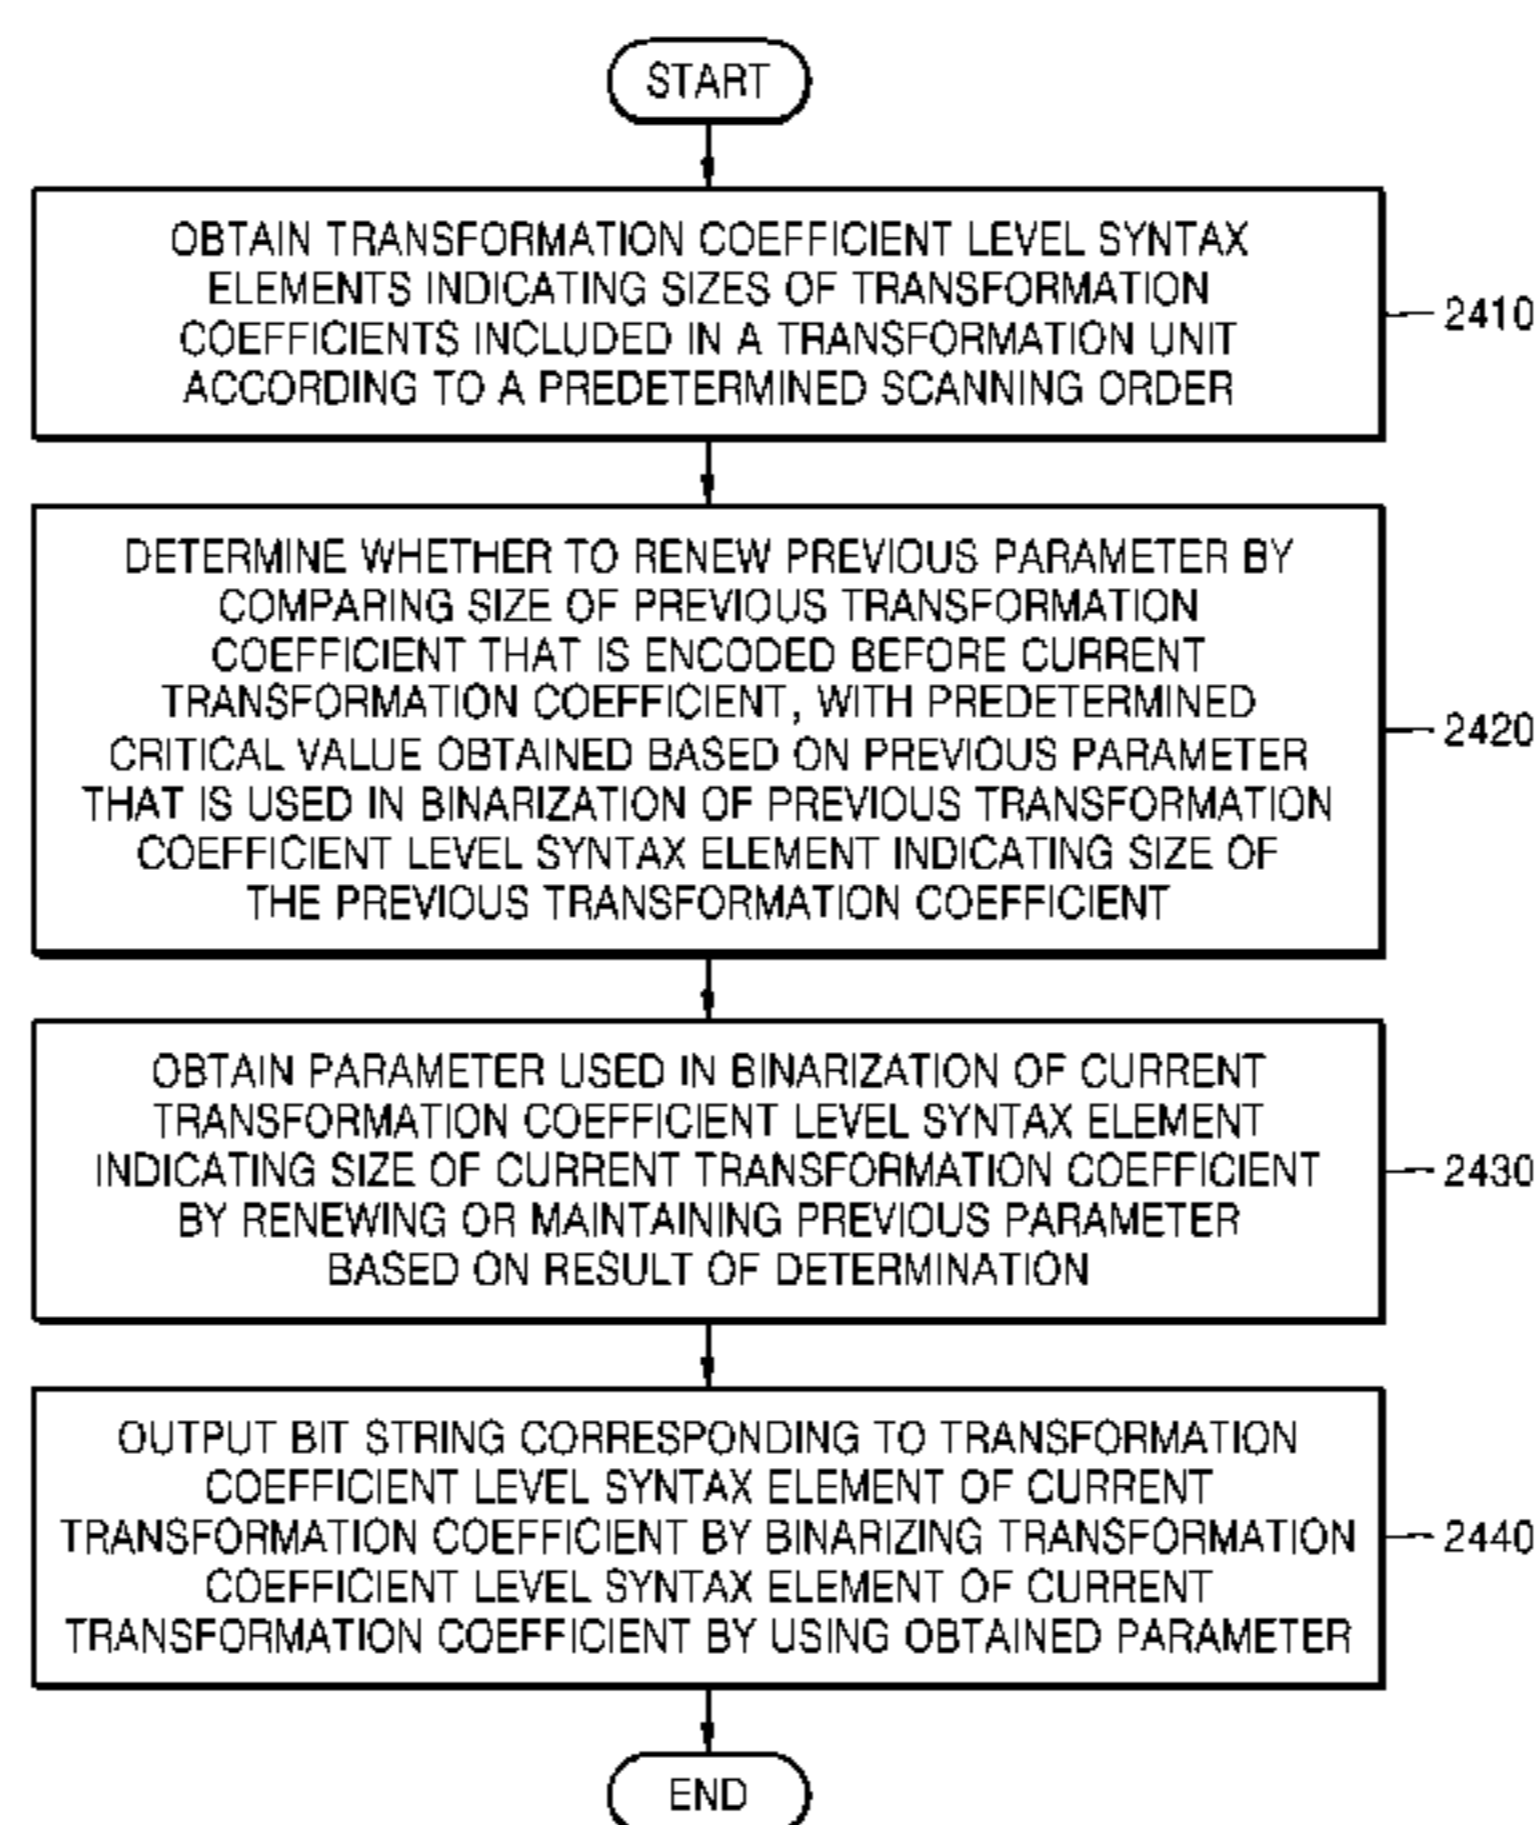 START
OBTAIN TRANSFORMATION COEFFICIENT LEVEL SYNTAX
ELEMENTS INDICATING SIZES OF TRANSFORMATION
COEFFICIENTS INCLUDED IN A TRANSFORMATION UNIT
ACCORDING TO A PREDETERMINED SCANNING ORDER
2410
DETERMINE WHETHER TO RENEW PREVIOUS PARAMETER BY
COMPARING SIZE OF PREVIOUS TRANSFORMATION
COEFFICIENT THAT IS ENCODED BEFORE CURRENT
TRANSFORMATION COEFFICIENT, WITH PREDETERMINED
CRITICAL VALUE OBTAINED BASED ON PREVIOUS PARAMETER
THAT IS USED IN BINARIZATION OF PREVIOUS TRANSFORMATION
COEFFICIENT LEVEL SYNTAX ELEMENT INDICATING SIZE OF
THE PREVIOUS TRANSFORMATION COEFFICIENT
2420
OBTAIN PARAMETER USED IN BINARIZATION OF CURRENT
TRANSFORMATION COEFFICIENT LEVEL SYNTAX ELEMENT
INDICATING SIZE OF CURRENT TRANSFORMATION COEFFICIENT
BY RENEWING OR MAINTAINING PREVIOUS PARAMETER
BASED ON RESULT OF DETERMINATION
2430
OUTPUT BIT STRING CORRESPONDING TO TRANSFORMATION
COEFFICIENT LEVEL SYNTAX ELEMENT OF CURRENT
TRANSFORMATION COEFFICIENT BY BINARIZING TRANSFORMATION
COEFFICIENT LEVEL SYNTAX ELEMENT OF CURRENT
TRANSFORMATION COEFFICIENT BY USING OBTAINED PARAMETER
2440
END